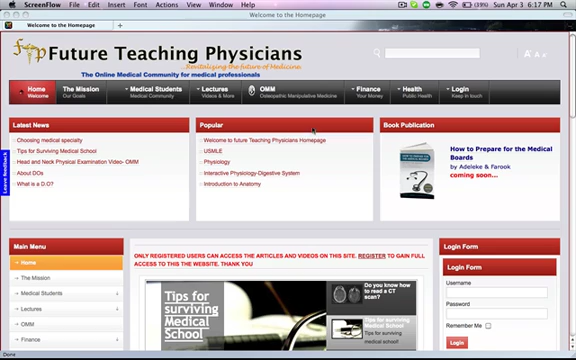 ScreenFlow File Edit Insert Font Actions View Window Help (39%) Sun Apr 3 6:17 PM
Welcome to the Homepage
Welcome to the Homepage
ftp Future Teaching Physicians
Revitalizing the future of Medicine.
The Online Medical Community for medical professionals
A A A
Home The Mission Medical Students Lectures OMM Finance Health Login
Welcome Our Goals Medical Community Videos & More Osteopathic Manipulative Medicine Your Money Public Health Keep in touch
Latest News
Choosing medical specialty
Tips for Surviving Medical School
Head and Neck Physical Examination Video- OMM
About DOs
What is a D.O?
Popular
Welcome to future Teaching Physicians Homepage
USMLE
Physiology
Interactive Physiology-Digestive System
Introduction to Anatomy
Book Publication
How to Prepare for the Medical
Boards
by Adeleke & Farook
coming soon...
Leave feedback
Main Menu
Home
The Mission
Medical Students
Lectures
OMM
Finance
ONLY REGISTERED USERS CAN ACCESS THE ARTICLES AND VIDEOS ON THIS SITE. REGISTER TO GAIN FULL
ACCESS TO THIS THE WEBSITE. THANK YOU
Tips for
surviving
Medical
School
Do you know how
to read a CT
scan?
Tips for surviving
Medical School
Tips for surviving
medical school!
Login Form
Login Form
Username
Password
Remember Me
Login
Done